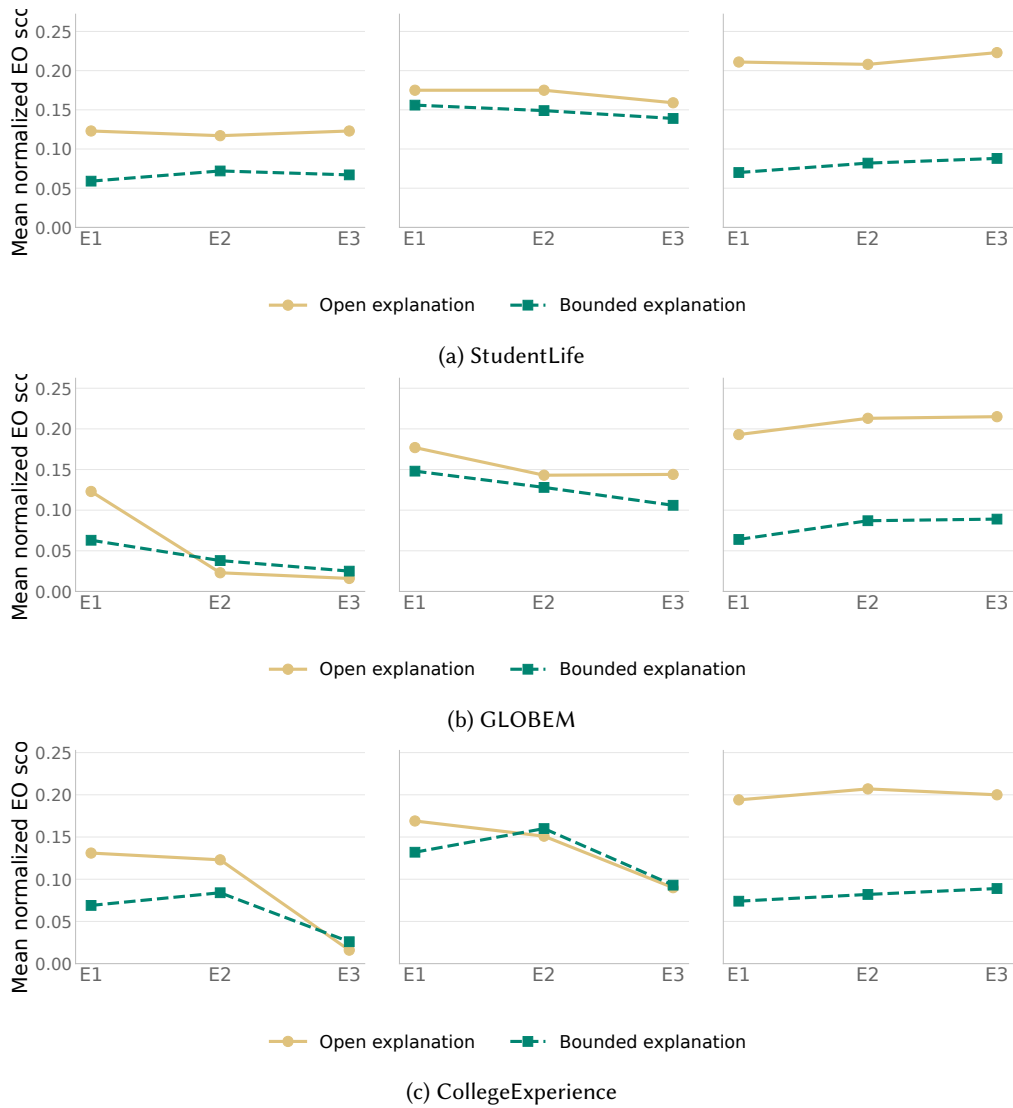 Mean normalized EO sco
0.25
0.20
0.15
0.10
0.05
0.00
E1 E2 E3 E1 E2 E3 E1 E2 E3
Open explanation Bounded explanation
(a) StudentLife
Mean normalized EO sco
0.25
0.20
0.15
0.10
0.05
0.00
E1 E2 E3 E1 E2 E3 E1 E2 E3
Open explanation Bounded explanation
(b) GLOBEM
Mean normalized EO sco
0.25
0.20
0.15
0.10
0.05
0.00
E1 E2 E3 E1 E2 E3 E1 E2 E3
Open explanation Bounded explanation
(c) CollegeExperience